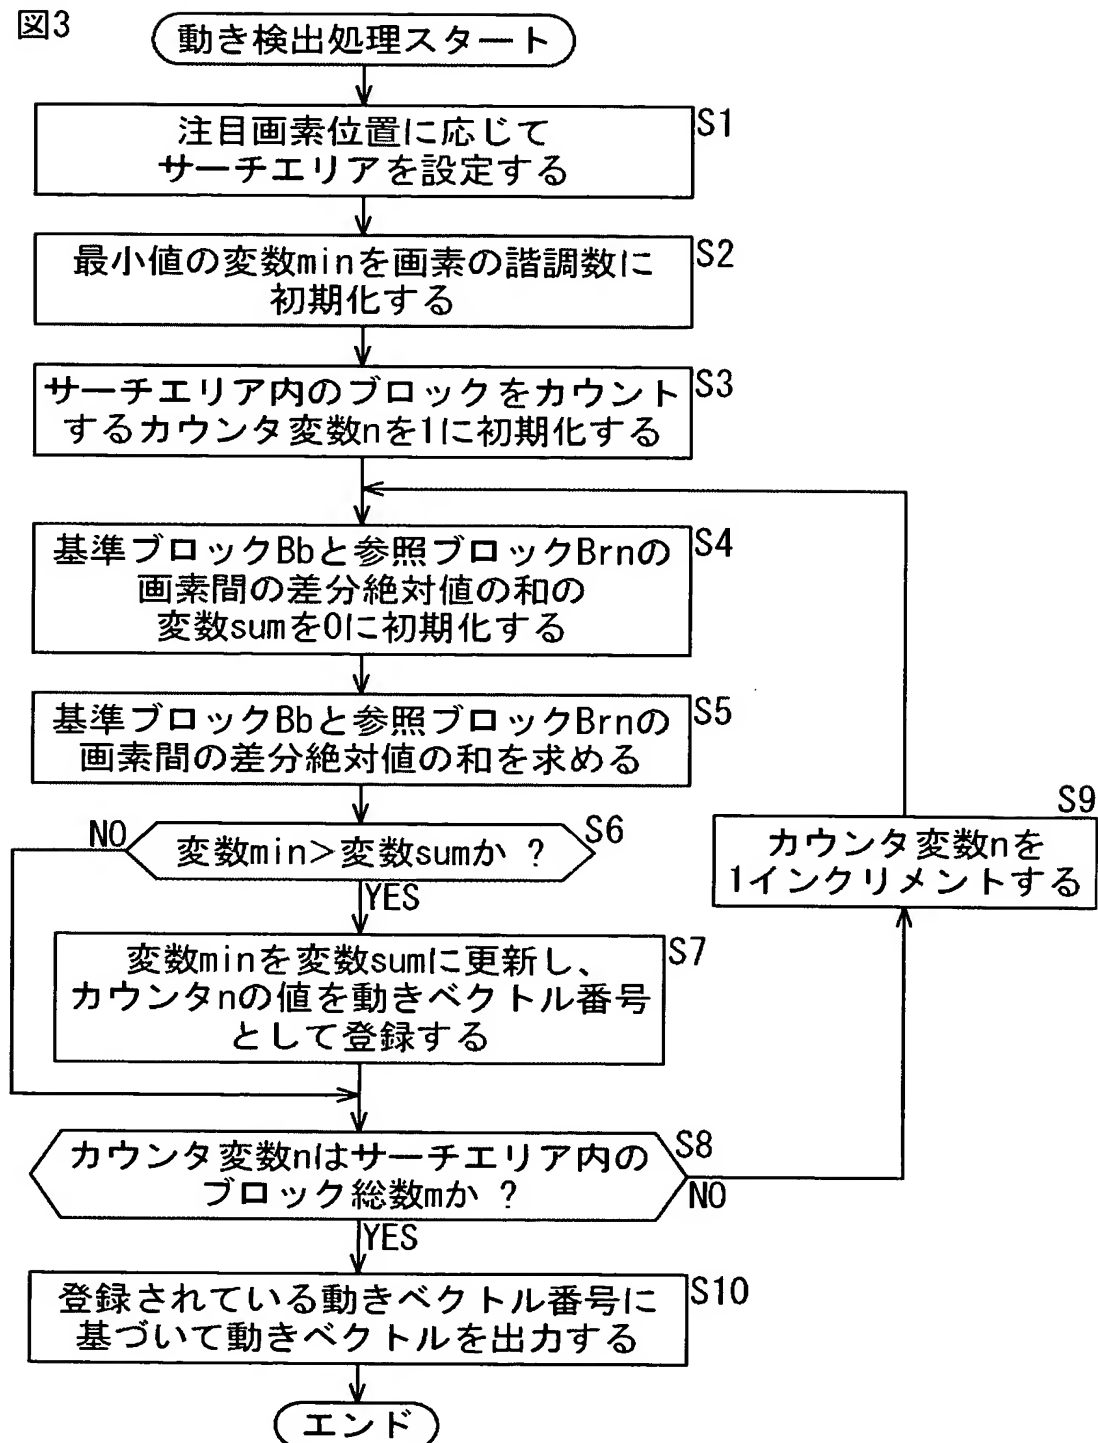 図3
動き検出処理スタート
注目画素位置に応じて
サーチエリアを設定する
S1
最小値の変数minを画素の諧調数に
初期化する
S2
サーチエリア内のブロックをカウント
するカウンタ変数nを1に初期化する
S3
基準ブロックBbと参照ブロックBrnの
画素間の差分絶対値の和の
変数sumを0に初期化する
S4
基準ブロックBbと参照ブロックBrnの
画素間の差分絶対値の和を求める
S5
変数min>変数sumか ?
S6
NO
YES
変数minを変数sumに更新し、
カウンタnの値を動きベクトル番号
として登録する
S7
カウンタ変数nはサーチエリア内の
ブロック総数mか ?
S8
NO
YES
S9
カウンタ変数nを
1インクリメントする
登録されている動きベクトル番号に
基づいて動きベクトルを出力する
S10
エンド